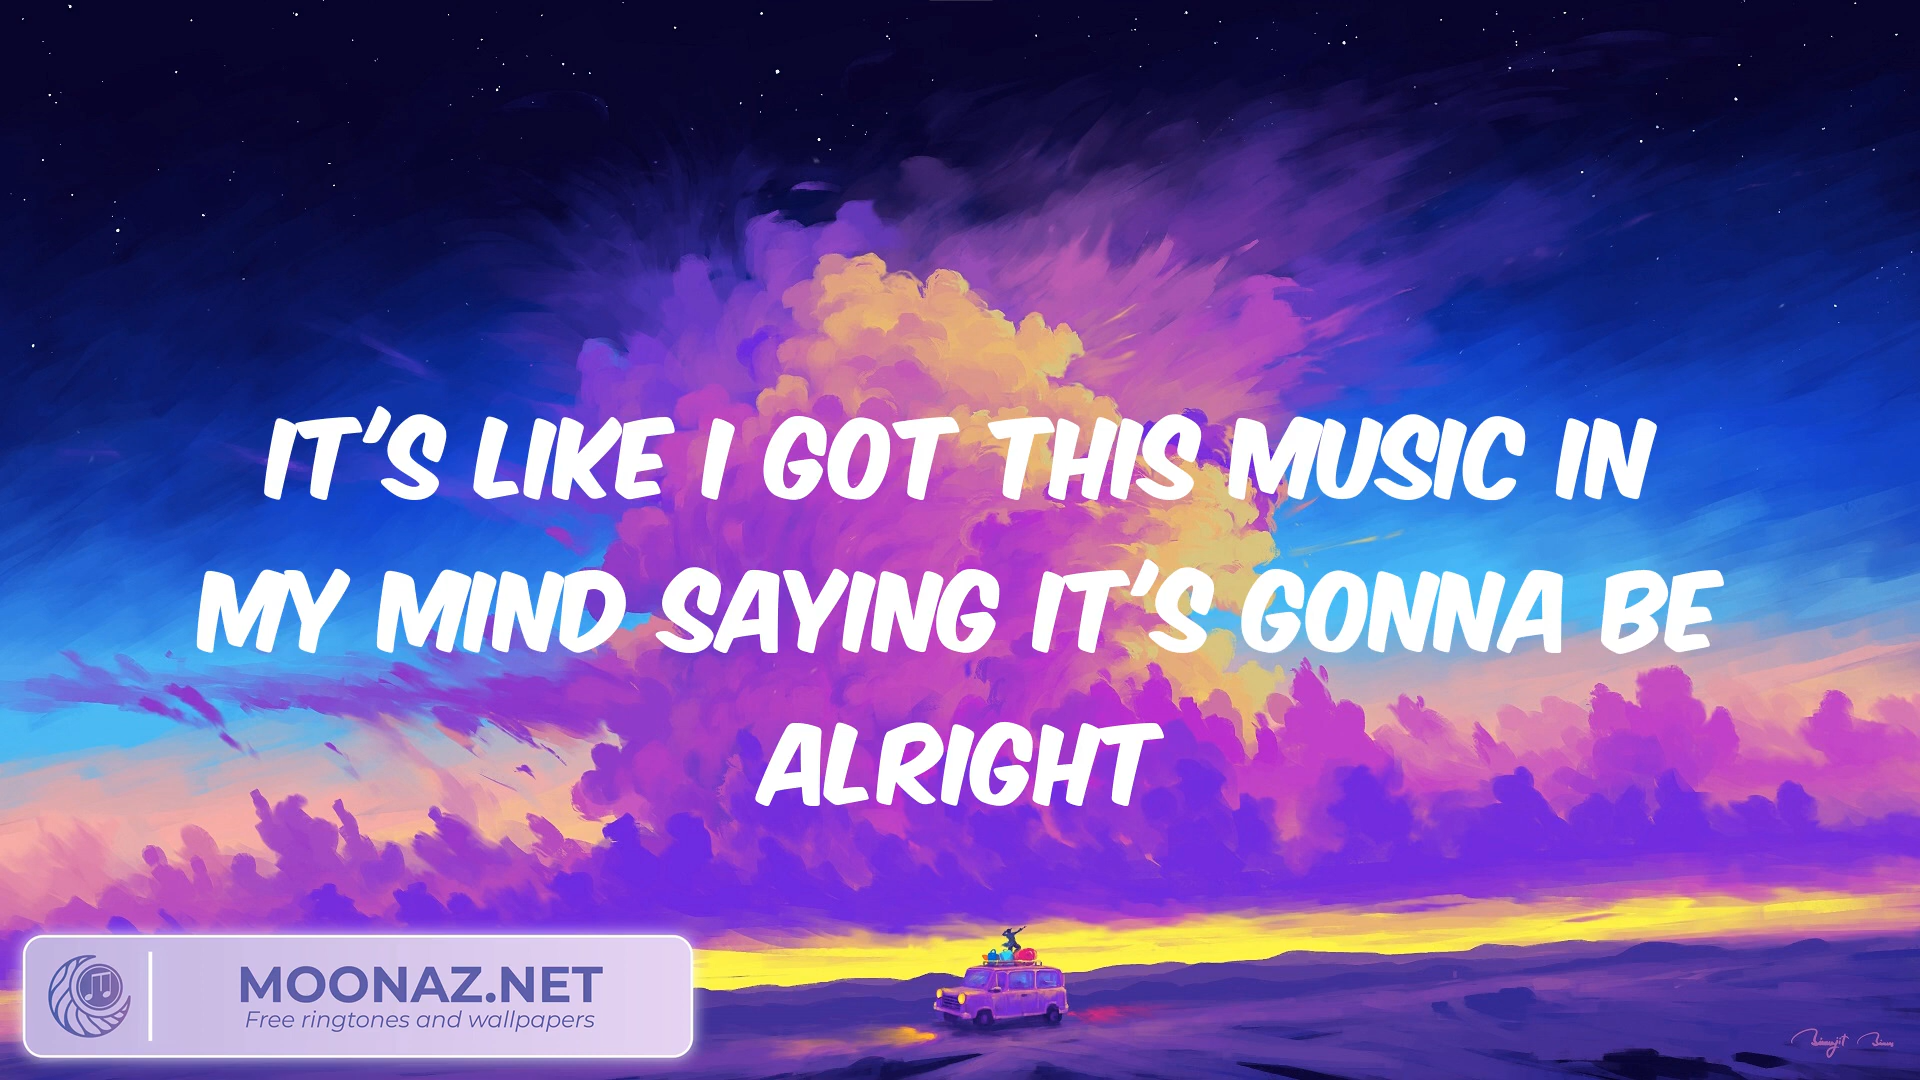 IT'S LIKE I GOT THIS MUSIC IN
MY MIND SAYING IT'S GONNA BE
ALRIGHT
MOONAZ.NET
Free ringtones and wallpapers